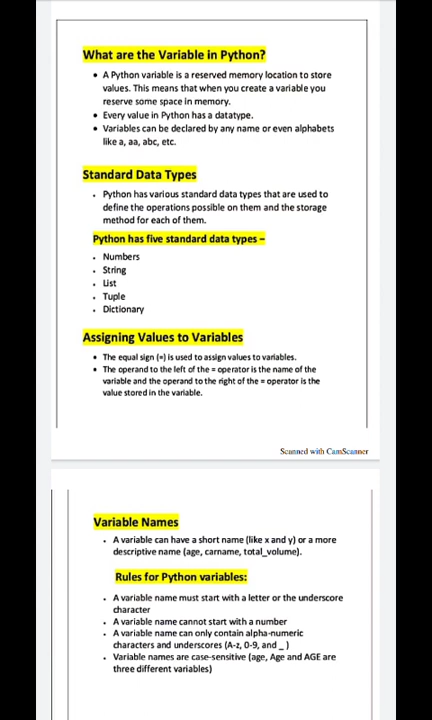 What are the Variable in Python?
• A Python variable is a reserved memory location to store
values. This means that when you create a variable you
reserve some space in memory.
• Every value in Python has a datatype.
• Variables can be declared by any name or even alphabets
like a, aa, abc, etc.
Standard Data Types
• Python has various standard data types that are used to
define the operations possible on them and the storage
method for each of them.
Python has five standard data types –
• Numbers
• String
• List
• Tuple
• Dictionary
Assigning Values to Variables
• The equal sign (=) is used to assign values to variables.
• The operand to the left of the = operator is the name of the
variable and the operand to the right of the = operator is the
value stored in the variable.
Scanned with CamScanner
Variable Names
• A variable can have a short name (like x and y) or a more
descriptive name (age, carname, total_volume).
Rules for Python variables:
• A variable name must start with a letter or the underscore
character
• A variable name cannot start with a number
• A variable name can only contain alpha-numeric
characters and underscores (A-z, 0-9, and _ )
• Variable names are case-sensitive (age, Age and AGE are
three different variables)